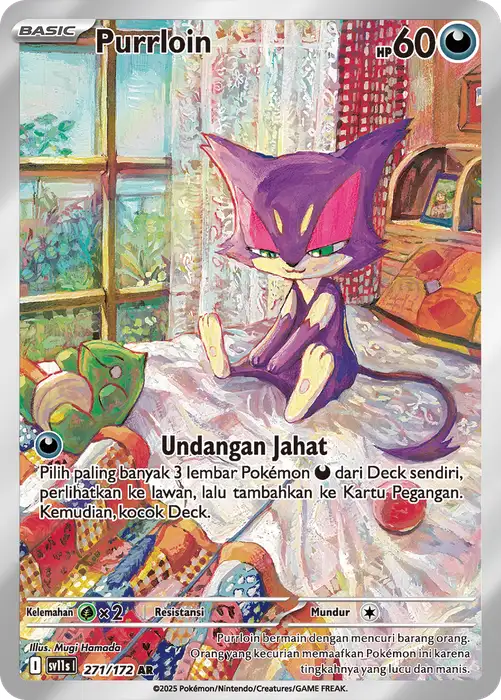 BASIC
Purrloin
HP 60
Undangan Jahat
Pilih paling banyak 3 lembar Pokémon dari Deck sendiri,
perlihatkan ke lawan, lalu tambahkan ke Kartu Pegangan.
Kemudian, kocok Deck.
Kelemahan ×2 Resistansi Mundur
Illus. Mugi Hamada
Purrloin bermain dengan mencuri barang orang.
Orang yang kecurian memaafkan Pokémon ini karena
tingkahnya yang lucu dan manis.
I sv11s I 271/172 AR
©2025 Pokémon/Nintendo/Creatures/GAME FREAK.